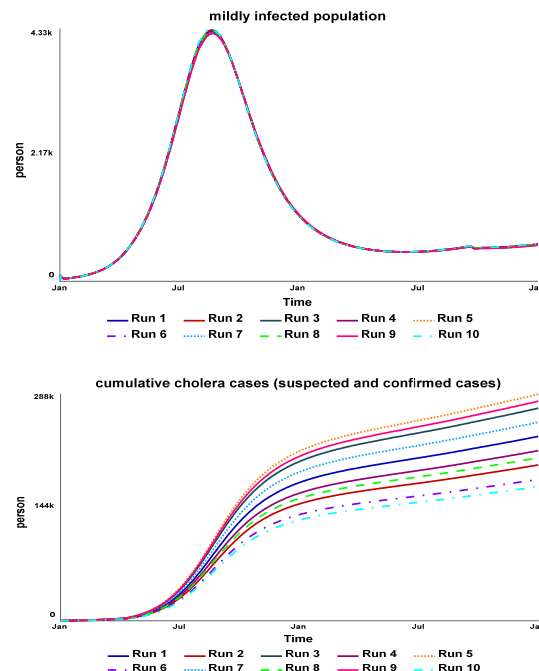 mildly infected population
4.33k
2.17k
0
person
Jan Jul Jan Jul Ja
Time
Run 1 Run 2 Run 3 Run 4 Run 5
Run 6 Run 7 Run 8 Run 9 Run 10
cumulative cholera cases (suspected and confirmed cases)
288k
144k
0
person
Jan Jul Jan Jul Ja
Time
Run 1 Run 2 Run 3 Run 4 Run 5
Run 6 Run 7 Run 8 Run 9 Run 10